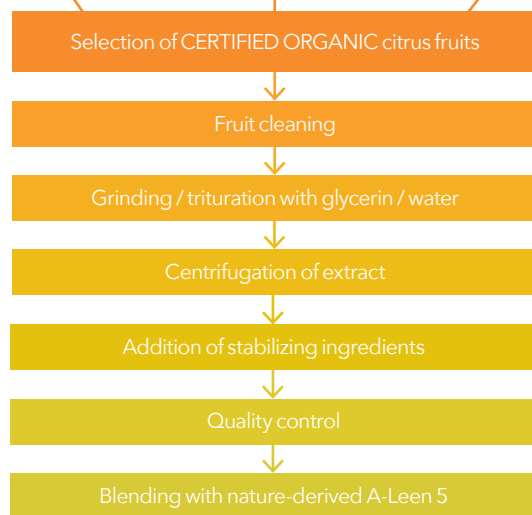 Selection of CERTIFIED ORGANIC citrus fruits
Fruit cleaning
Grinding / trituration with glycerin / water
Centrifugation of extract
Addition of stabilizing ingredients
Quality control
Blending with nature-derived A-Leen 5